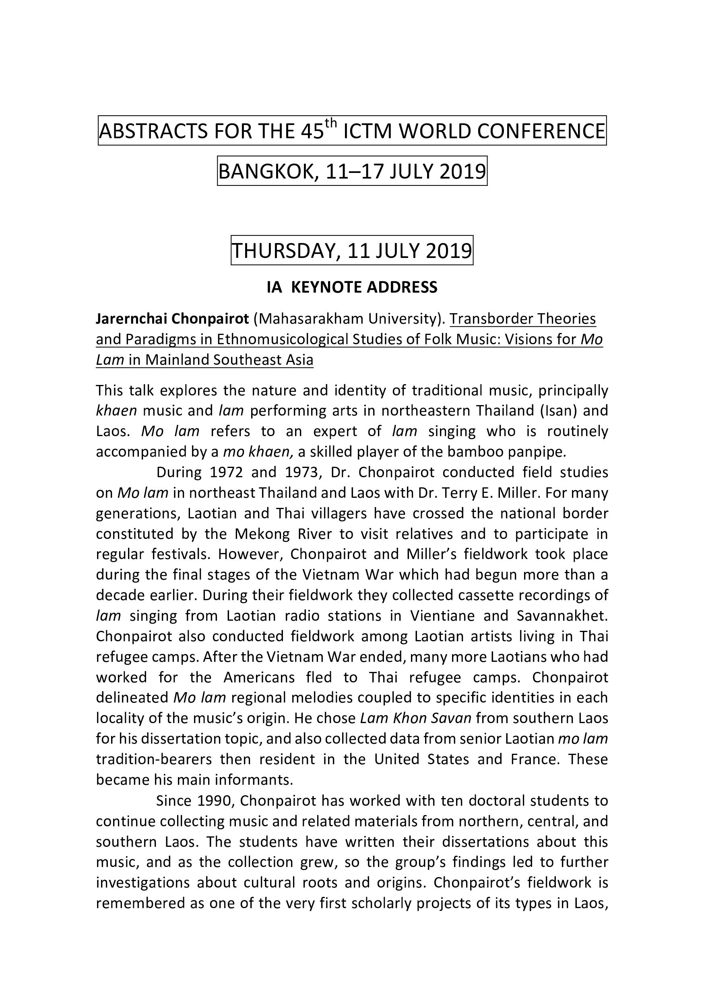 ABSTRACTS FOR THE 45th ICTM WORLD CONFERENCE
BANGKOK, 11–17 JULY 2019
THURSDAY, 11 JULY 2019
IA  KEYNOTE ADDRESS
Jarernchai Chonpairot (Mahasarakham University). Transborder Theories
and Paradigms in Ethnomusicological Studies of Folk Music: Visions for Mo
Lam in Mainland Southeast Asia
This talk explores the nature and identity of traditional music, principally
khaen music and lam performing arts in northeastern Thailand (Isan) and
Laos. Mo lam refers to an expert of lam singing who is routinely
accompanied by a mo khaen, a skilled player of the bamboo panpipe.
During 1972 and 1973, Dr. Chonpairot conducted field studies
on Mo lam in northeast Thailand and Laos with Dr. Terry E. Miller. For many
generations, Laotian and Thai villagers have crossed the national border
constituted by the Mekong River to visit relatives and to participate in
regular festivals. However, Chonpairot and Miller’s fieldwork took place
during the final stages of the Vietnam War which had begun more than a
decade earlier. During their fieldwork they collected cassette recordings of
lam singing from Laotian radio stations in Vientiane and Savannakhet.
Chonpairot also conducted fieldwork among Laotian artists living in Thai
refugee camps. After the Vietnam War ended, many more Laotians who had
worked for the Americans fled to Thai refugee camps. Chonpairot
delineated Mo lam regional melodies coupled to specific identities in each
locality of the music’s origin. He chose Lam Khon Savan from southern Laos
for his dissertation topic, and also collected data from senior Laotian mo lam
tradition-bearers then resident in the United States and France. These
became his main informants.
Since 1990, Chonpairot has worked with ten doctoral students to
continue collecting music and related materials from northern, central, and
southern Laos. The students have written their dissertations about this
music, and as the collection grew, so the group’s findings led to further
investigations about cultural roots and origins. Chonpairot’s fieldwork is
remembered as one of the very first scholarly projects of its types in Laos,